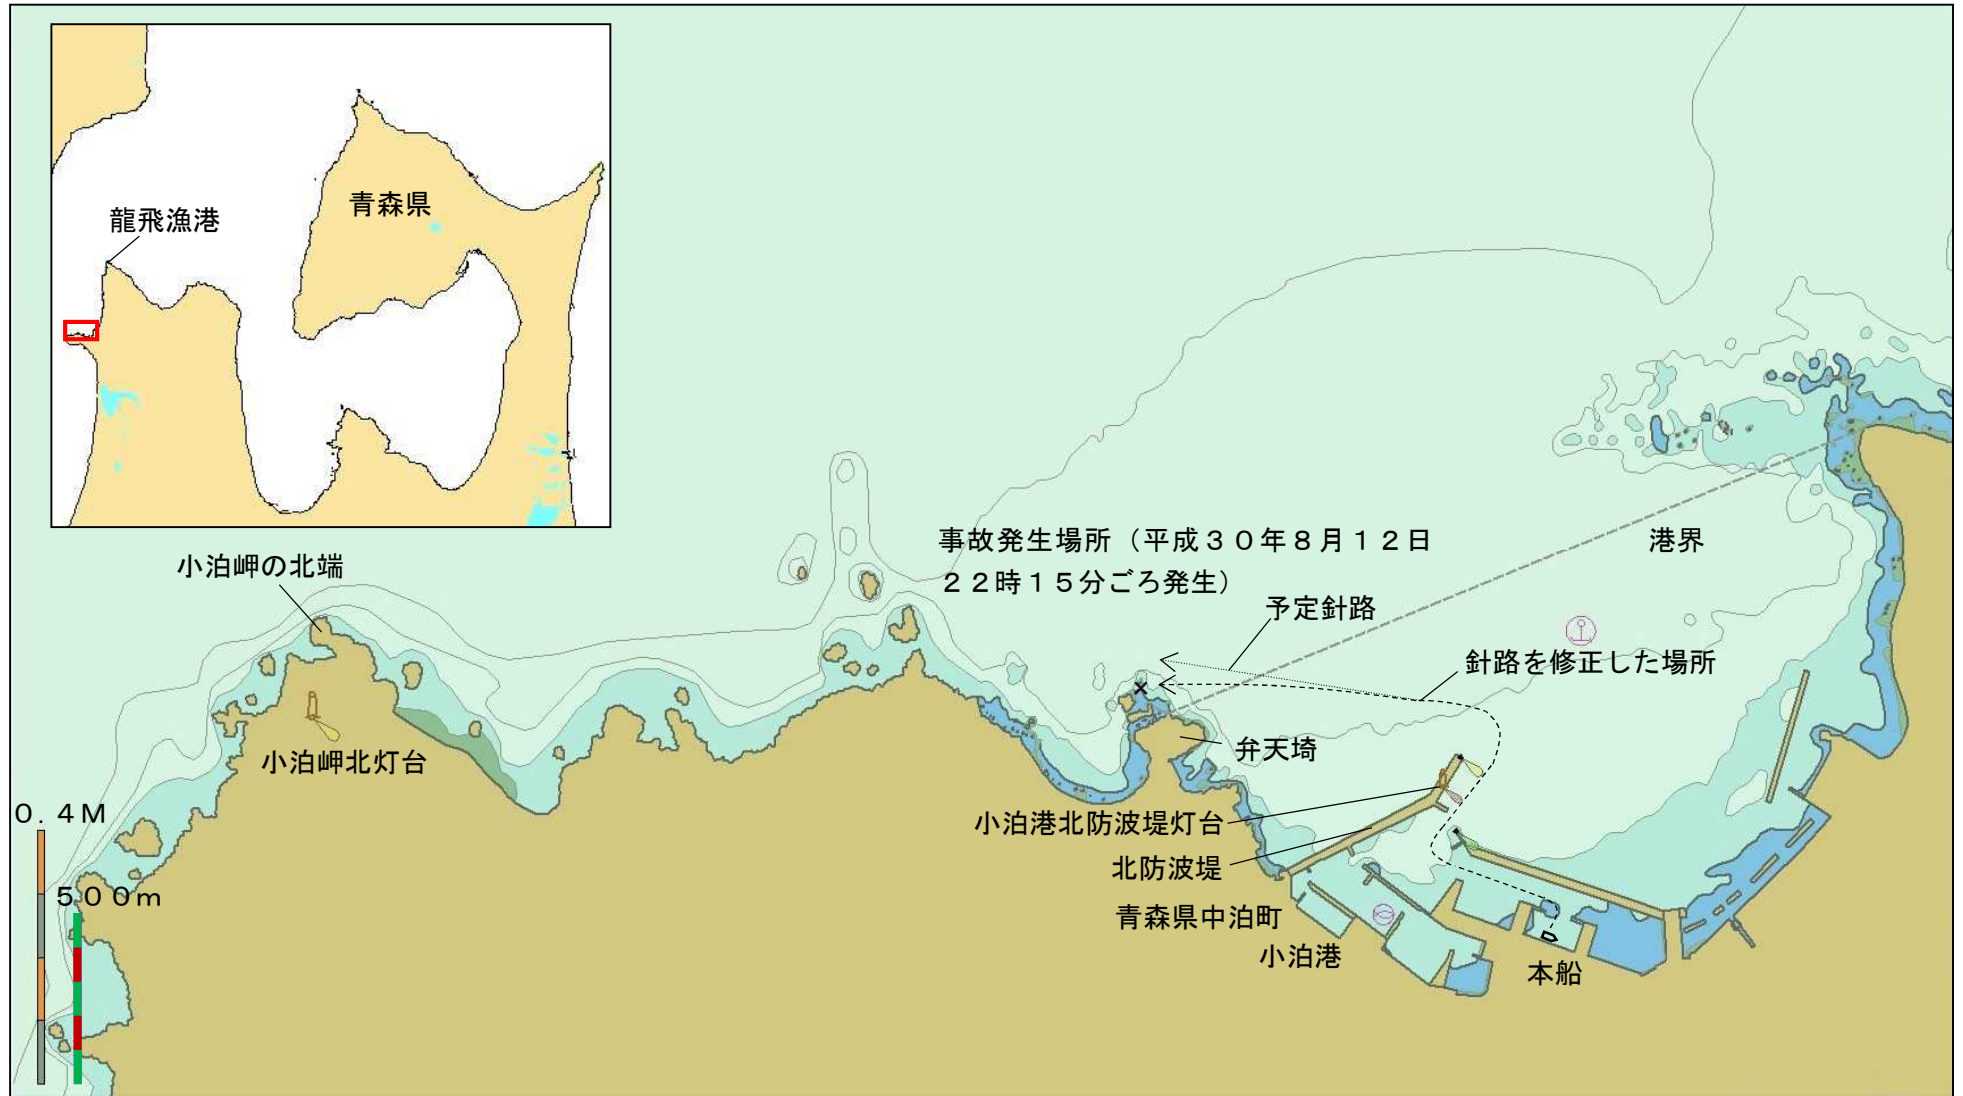 青森県
龍飛漁港
事故発生場所（平成３０年８月１２日
２２時１５分ごろ発生）
港界
小泊岬の北端
予定針路
針路を修正した場所
弁天埼
小泊岬北灯台
０．４Ｍ
小泊港北防波堤灯台
北防波堤
５００ｍ
青森県中泊町
小泊港
本船